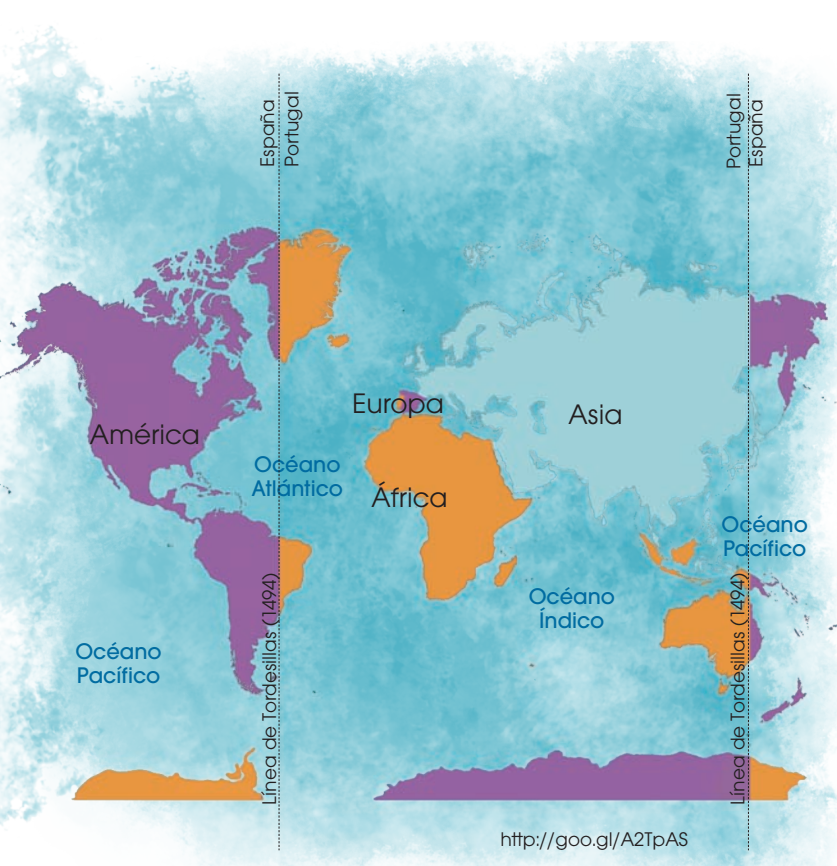 España
Portugal
Portugal
España
Europa
Asia
América
Océano
Atlántico
África
Océano
Pacífico
Océano
Índico
Océano
Pacífico
Línea de Tordesillas (1494)
Línea de Tordesillas (1494)
http://goo.gl/A2TpAS